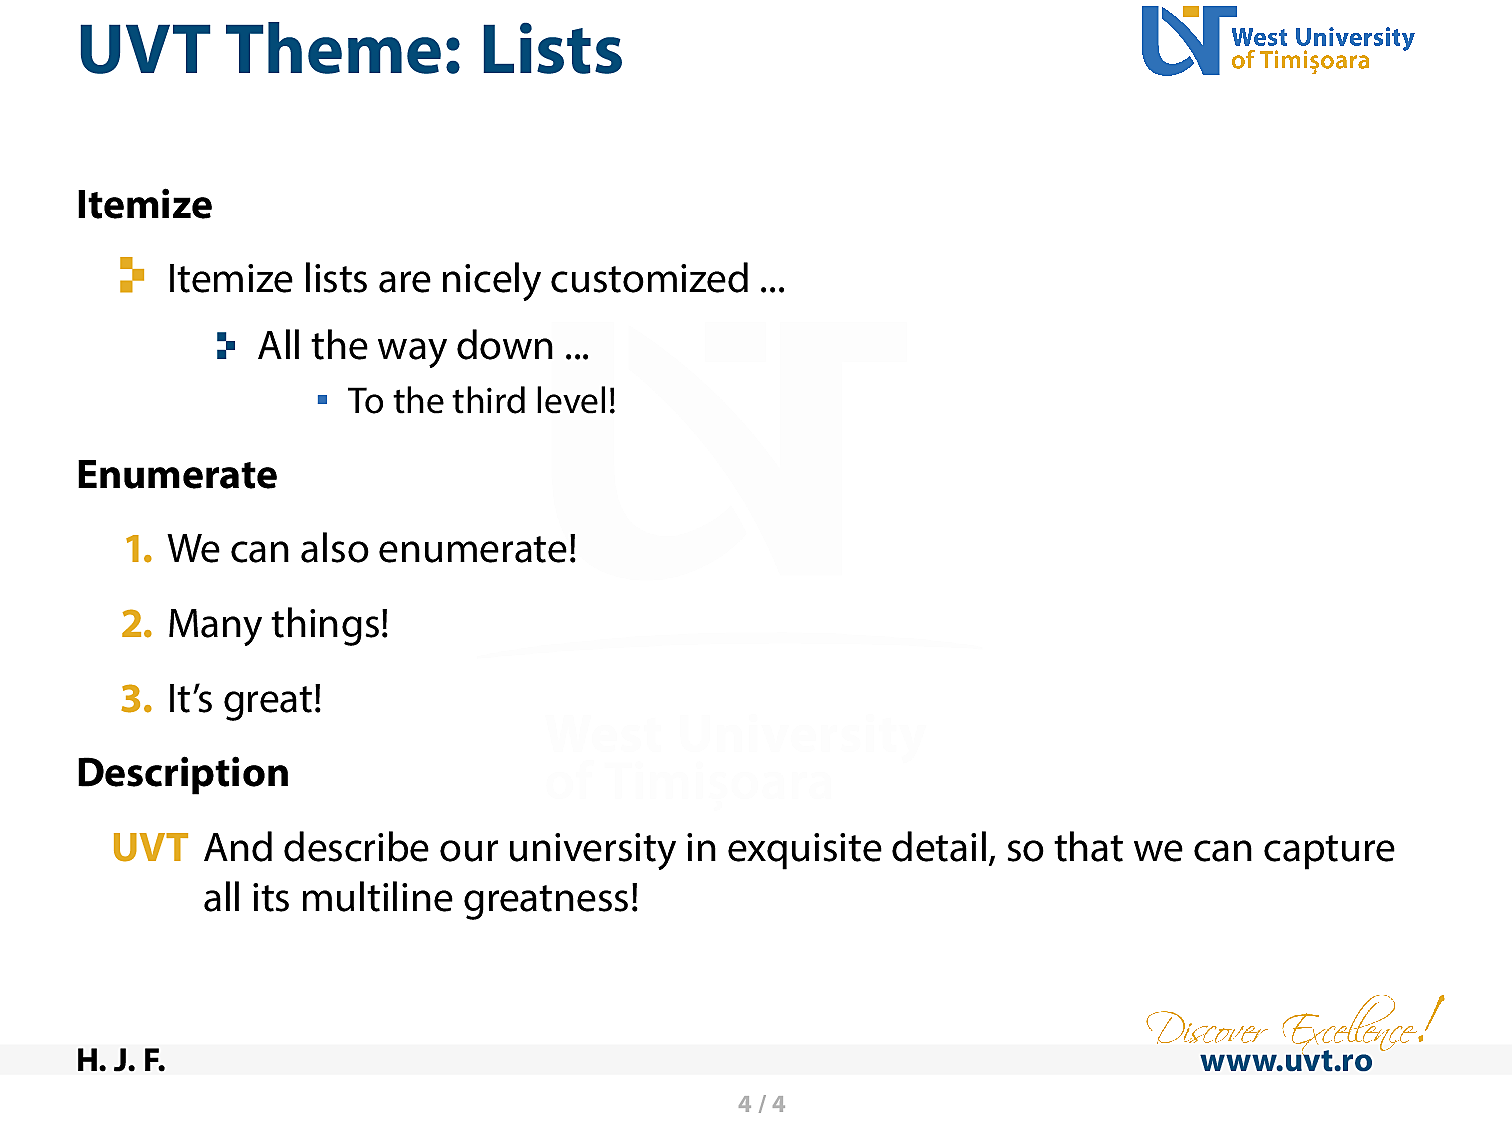 UVT Theme: Lists
West University
of Timișoara
Itemize
Itemize lists are nicely customized ...
All the way down ...
To the third level!
Enumerate
1. We can also enumerate!
2. Many things!
3. It’s great!
West University
of Timișoara
Description
UVT And describe our university in exquisite detail, so that we can capture
all its multiline greatness!
Discover Excellence!
H. J. F.
www.uvt.ro
4 / 4